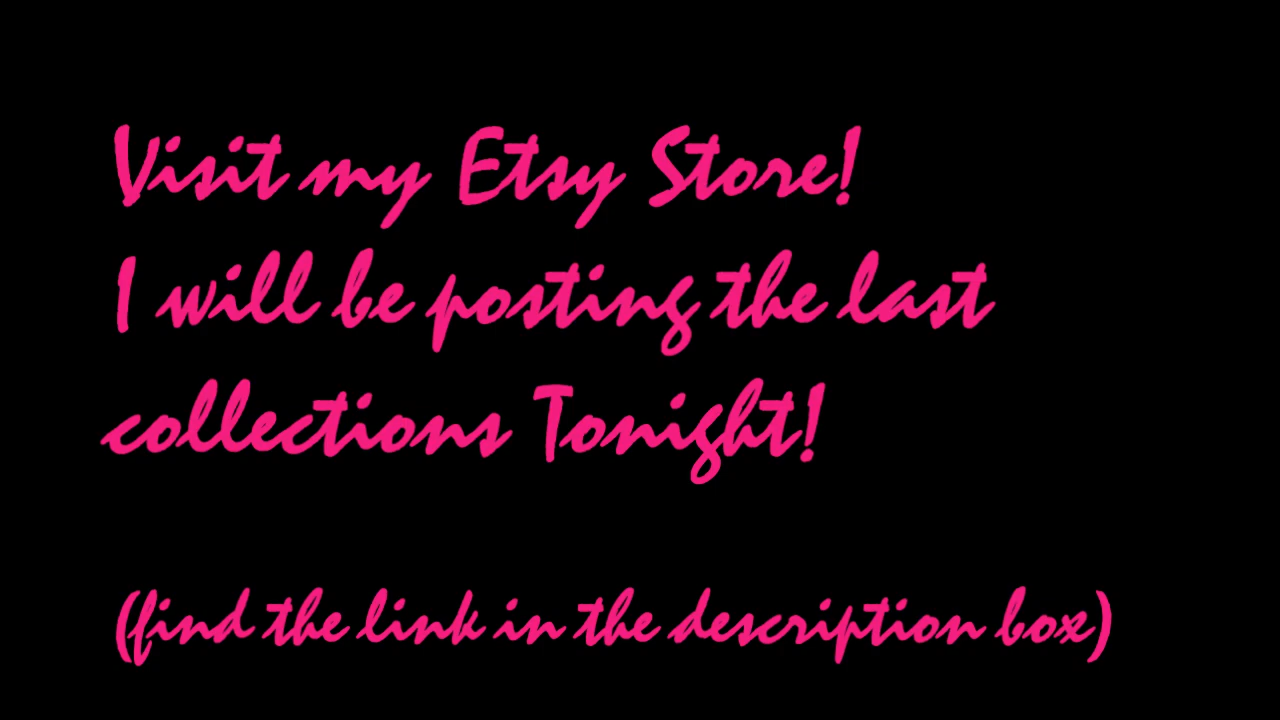 Visit my Etsy Store!
I will be posting the last
collections Tonight!
(find the link in the description box)